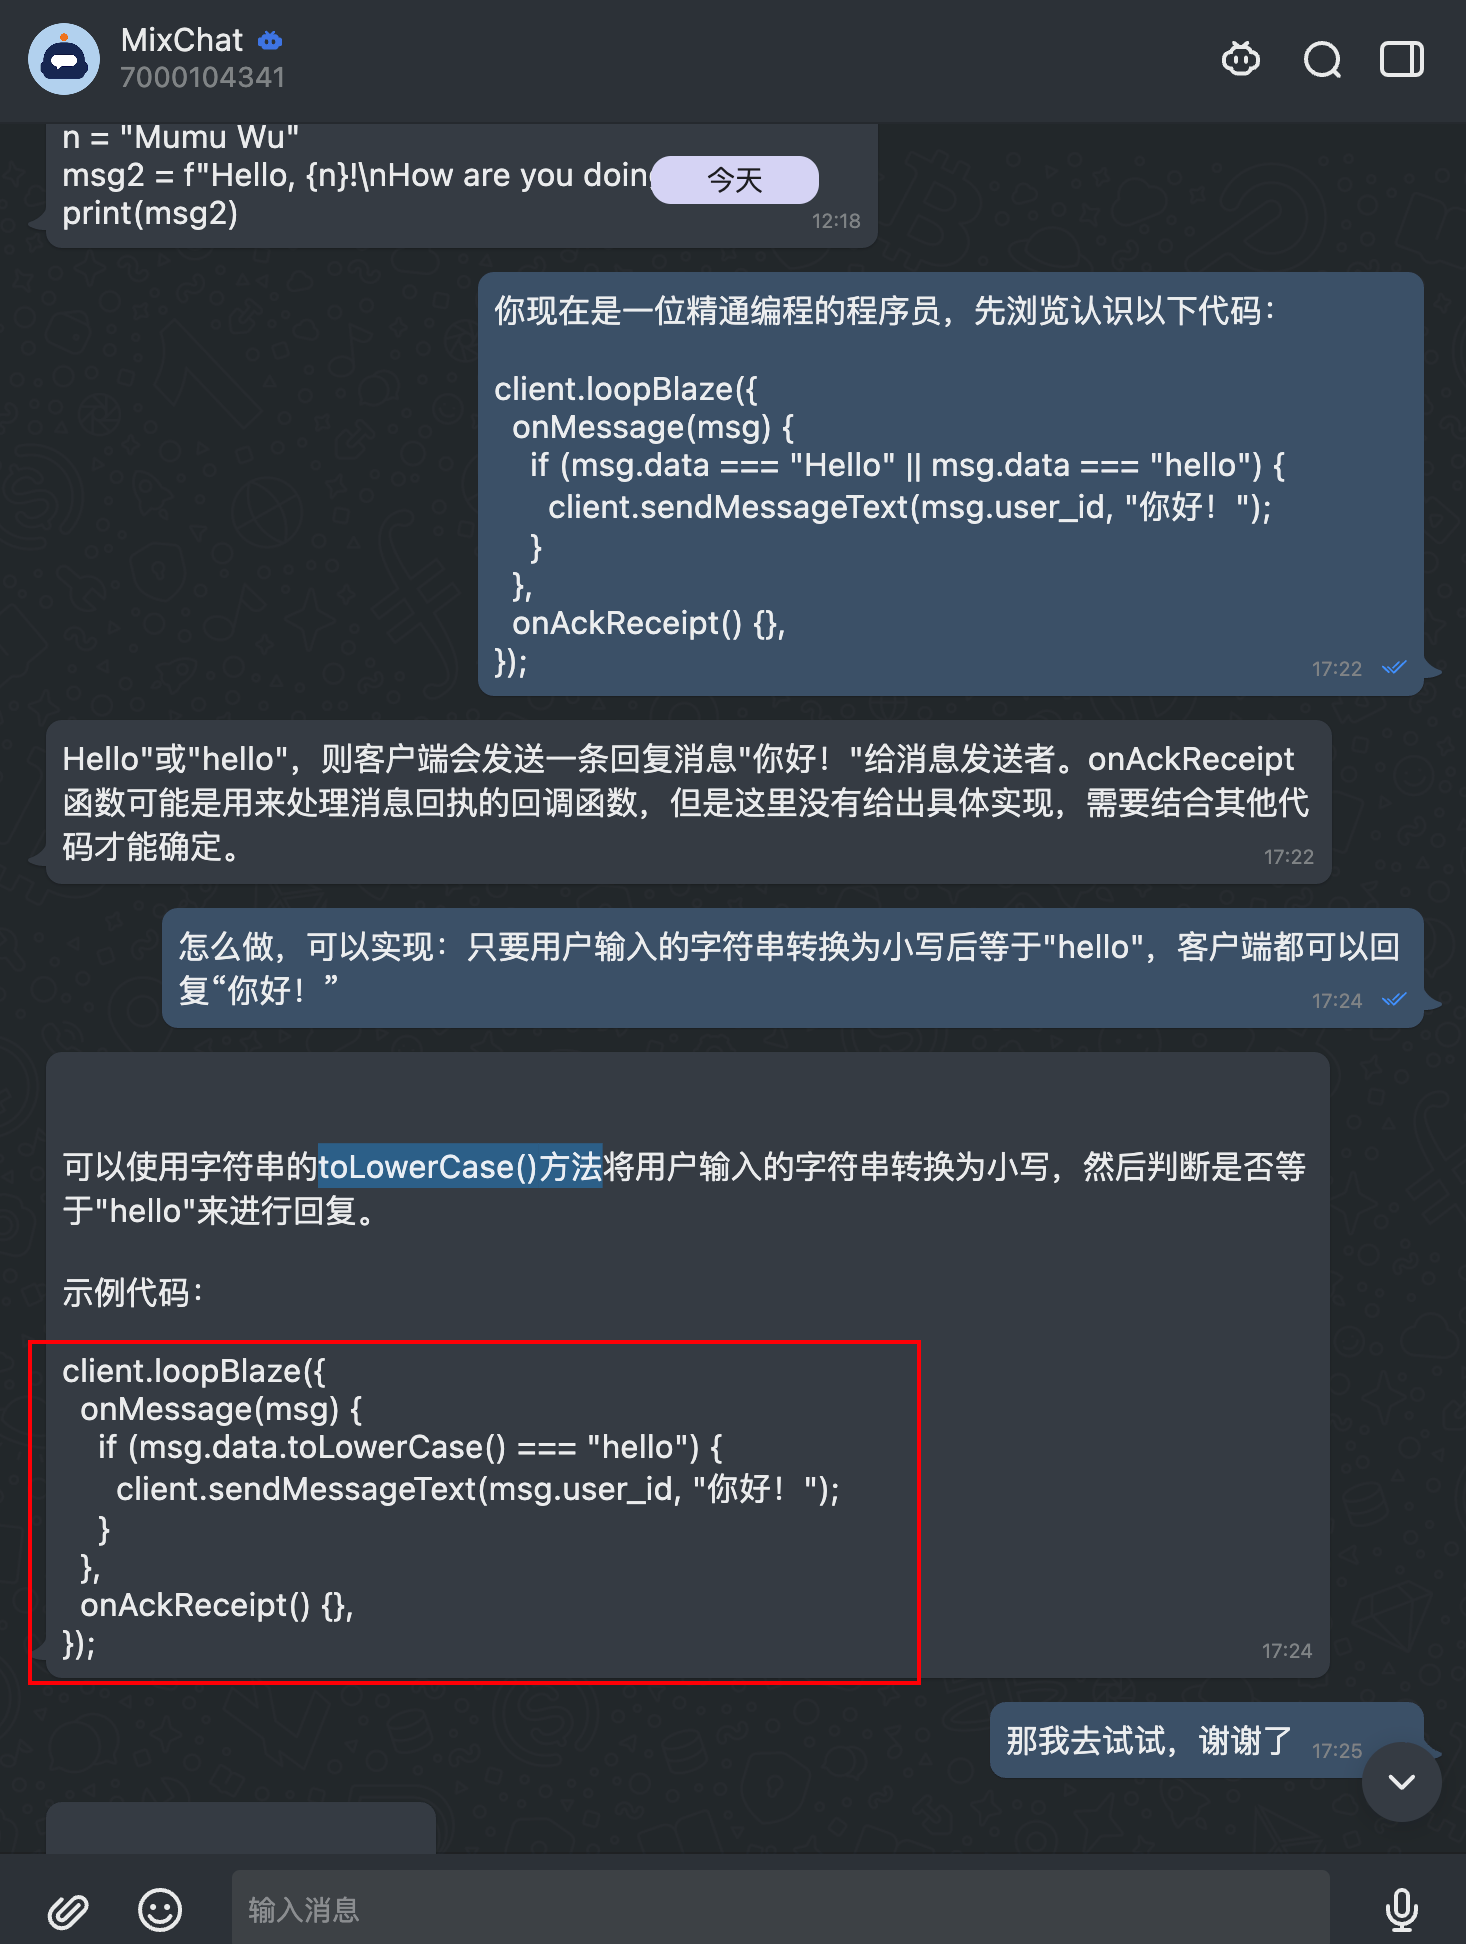 MixChat
7000104341
n = "Mumu Wu"
msg2 = f"Hello, {n}!\nHow are you doing
今天
print(msg2)
12:18
你现在是一位精通编程的程序员，先浏览认识以下代码：
client.loopBlaze({
onMessage(msg) {
if (msg.data === "Hello" || msg.data === "hello") {
client.sendMessageText(msg.user_id, "你好！");
}
},
onAckReceipt() {},
});
17:22
Hello"或"hello"，则客户端会发送一条回复消息"你好！"给消息发送者。onAckReceipt
函数可能是用来处理消息回执的回调函数，但是这里没有给出具体实现，需要结合其他代
码才能确定。
17:22
怎么做，可以实现：只要用户输入的字符串转换为小写后等于"hello"，客户端都可以回
复“你好！”
17:24
可以使用字符串的toLowerCase()方法将用户输入的字符串转换为小写，然后判断是否等
于"hello"来进行回复。
示例代码：
client.loopBlaze({
onMessage(msg) {
if (msg.data.toLowerCase() === "hello") {
client.sendMessageText(msg.user_id, "你好！");
}
},
onAckReceipt() {},
});
17:24
那我去试试，谢谢了
17:25
输入消息